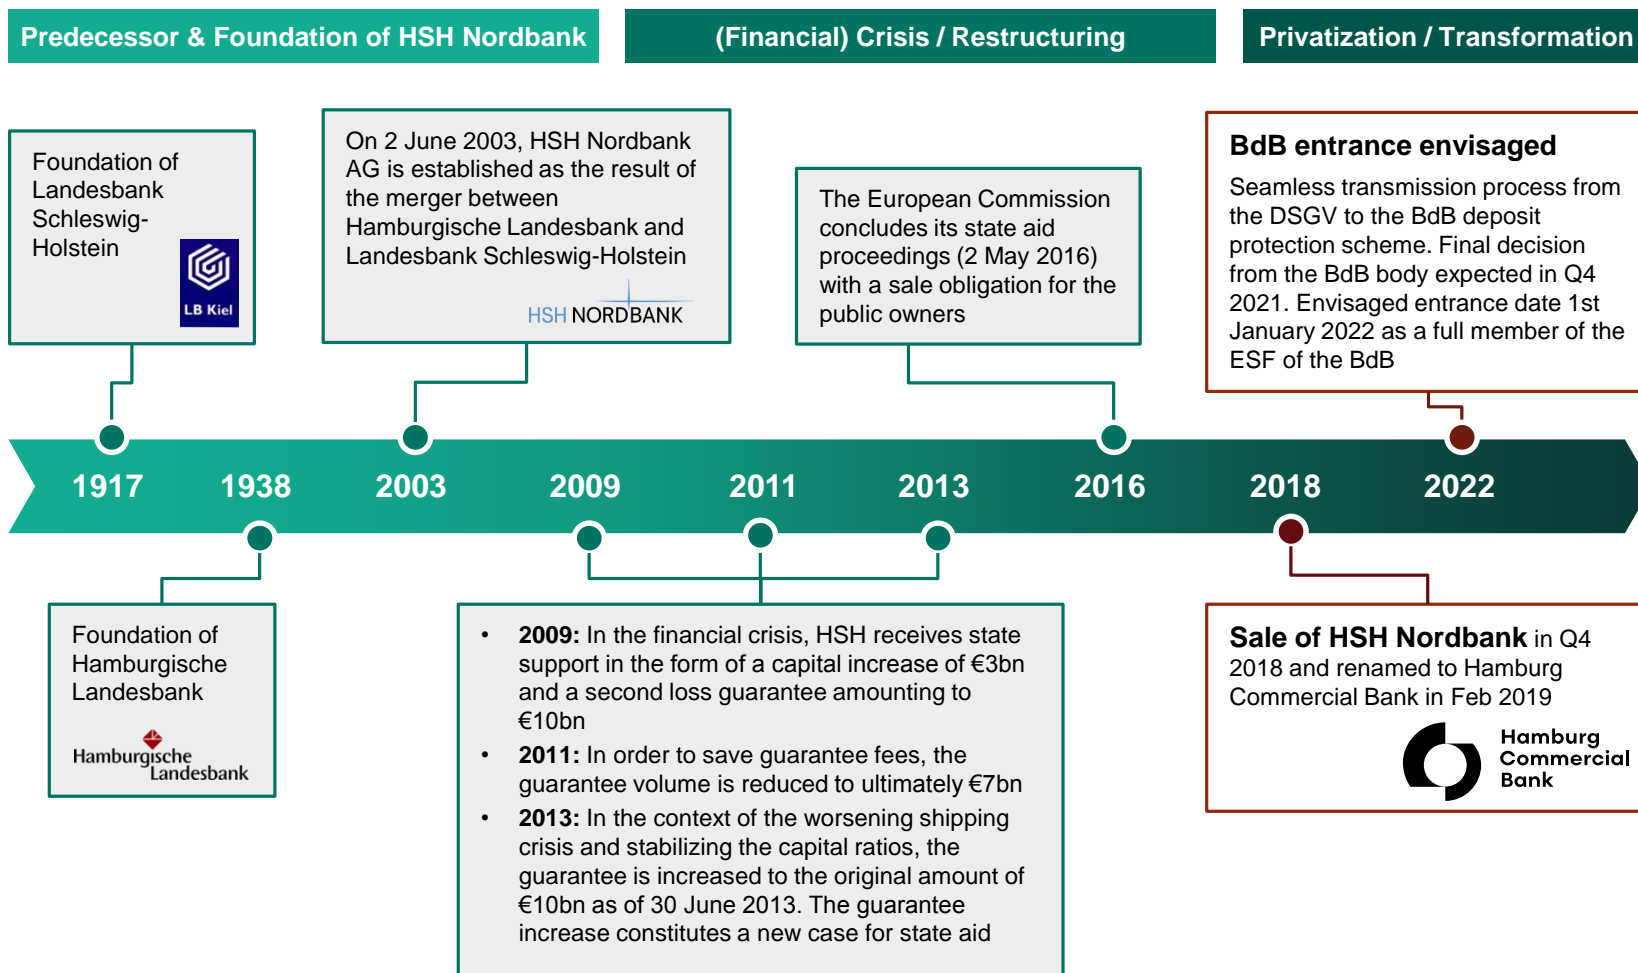 Predecessor & Foundation of HSH Nordbank
(Financial) Crisis / Restructuring
Privatization / Transformation
Foundation of
Landesbank
Schleswig-
Holstein
LB Kiel
On 2 June 2003, HSH Nordbank
AG is established as the result of
the merger between
Hamburgische Landesbank and
Landesbank Schleswig-Holstein
HSH NORDBANK
The European Commission
concludes its state aid
proceedings (2 May 2016)
with a sale obligation for the
public owners
BdB entrance envisaged
Seamless transmission process from
the DSGV to the BdB deposit
protection scheme. Final decision
from the BdB body expected in Q4
2021. Envisaged entrance date 1st
January 2022 as a full member of the
ESF of the BdB
1917 1938 2003 2009 2011 2013 2016 2018 2022
Foundation of
Hamburgische
Landesbank
Hamburgische
Landesbank
• 2009: In the financial crisis, HSH receives state
support in the form of a capital increase of €3bn
and a second loss guarantee amounting to
€10bn
• 2011: In order to save guarantee fees, the
guarantee volume is reduced to ultimately €7bn
• 2013: In the context of the worsening shipping
crisis and stabilizing the capital ratios, the
guarantee is increased to the original amount of
€10bn as of 30 June 2013. The guarantee
increase constitutes a new case for state aid
Sale of HSH Nordbank in Q4
2018 and renamed to Hamburg
Commercial Bank in Feb 2019
Hamburg
Commercial
Bank